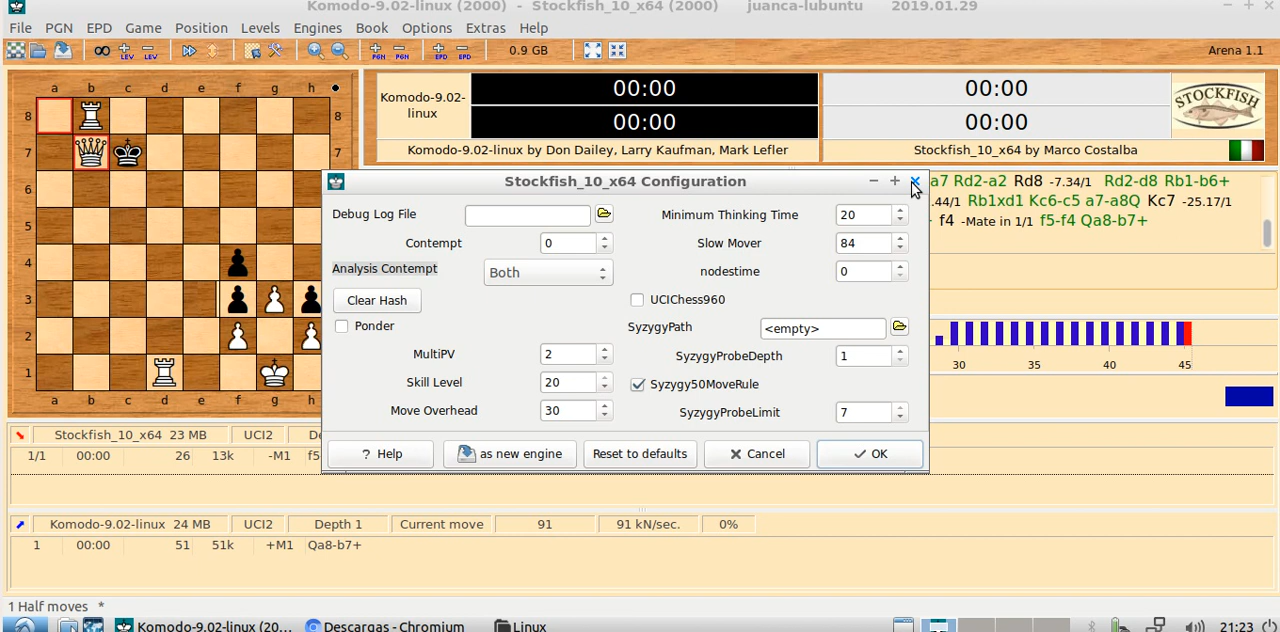 Komodo-9.02-linux (2000) - Stockfish_10_x64 (2000) juanca-lubuntu 2019.01.29
File PGN EPD Game Position Levels Engines Book Options Extras Help
LEV LEV PGN PGN EPD EPD 0.9 GB Arena 1.1
a b c d e f g h
8 8
7 7
6
5
4
3
2
1
a b c d e f g h
Komodo-9.02-
linux
00:00 00:00
00:00 00:00
STOCKFISH
Komodo-9.02-linux by Don Dailey, Larry Kaufman, Mark Lefler Stockfish_10_x64 by Marco Costalba
a7 Rd2-a2 Rd8 -7.34/1 Rd2-d8 Rb1-b6+
.44/1 Rb1xd1 Kc6-c5 a7-a8Q Kc7 -25.17/1
f4 -Mate in 1/1 f5-f4 Qa8-b7+
30 35 40 45
Stockfish_10_x64 Configuration
Debug Log File
Contempt 0
Analysis Contempt Both
Clear Hash
Ponder
MultiPV 2
Skill Level 20
Move Overhead 30
Minimum Thinking Time 20
Slow Mover 84
nodestime 0
UCIChess960
SyzygyPath <empty>
SyzygyProbeDepth 1
Syzygy50MoveRule
SyzygyProbeLimit 7
? Help as new engine Reset to defaults Cancel OK
Stockfish_10_x64 23 MB UCI2
1/1 00:00 26 13k -M1
Komodo-9.02-linux 24 MB UCI2 Depth 1 Current move 91 91 kN/sec. 0%
1 00:00 51 51k +M1 Qa8-b7+
1 Half moves *
Komodo-9.02-linux (20... Descargas - Chromium Linux 21:23